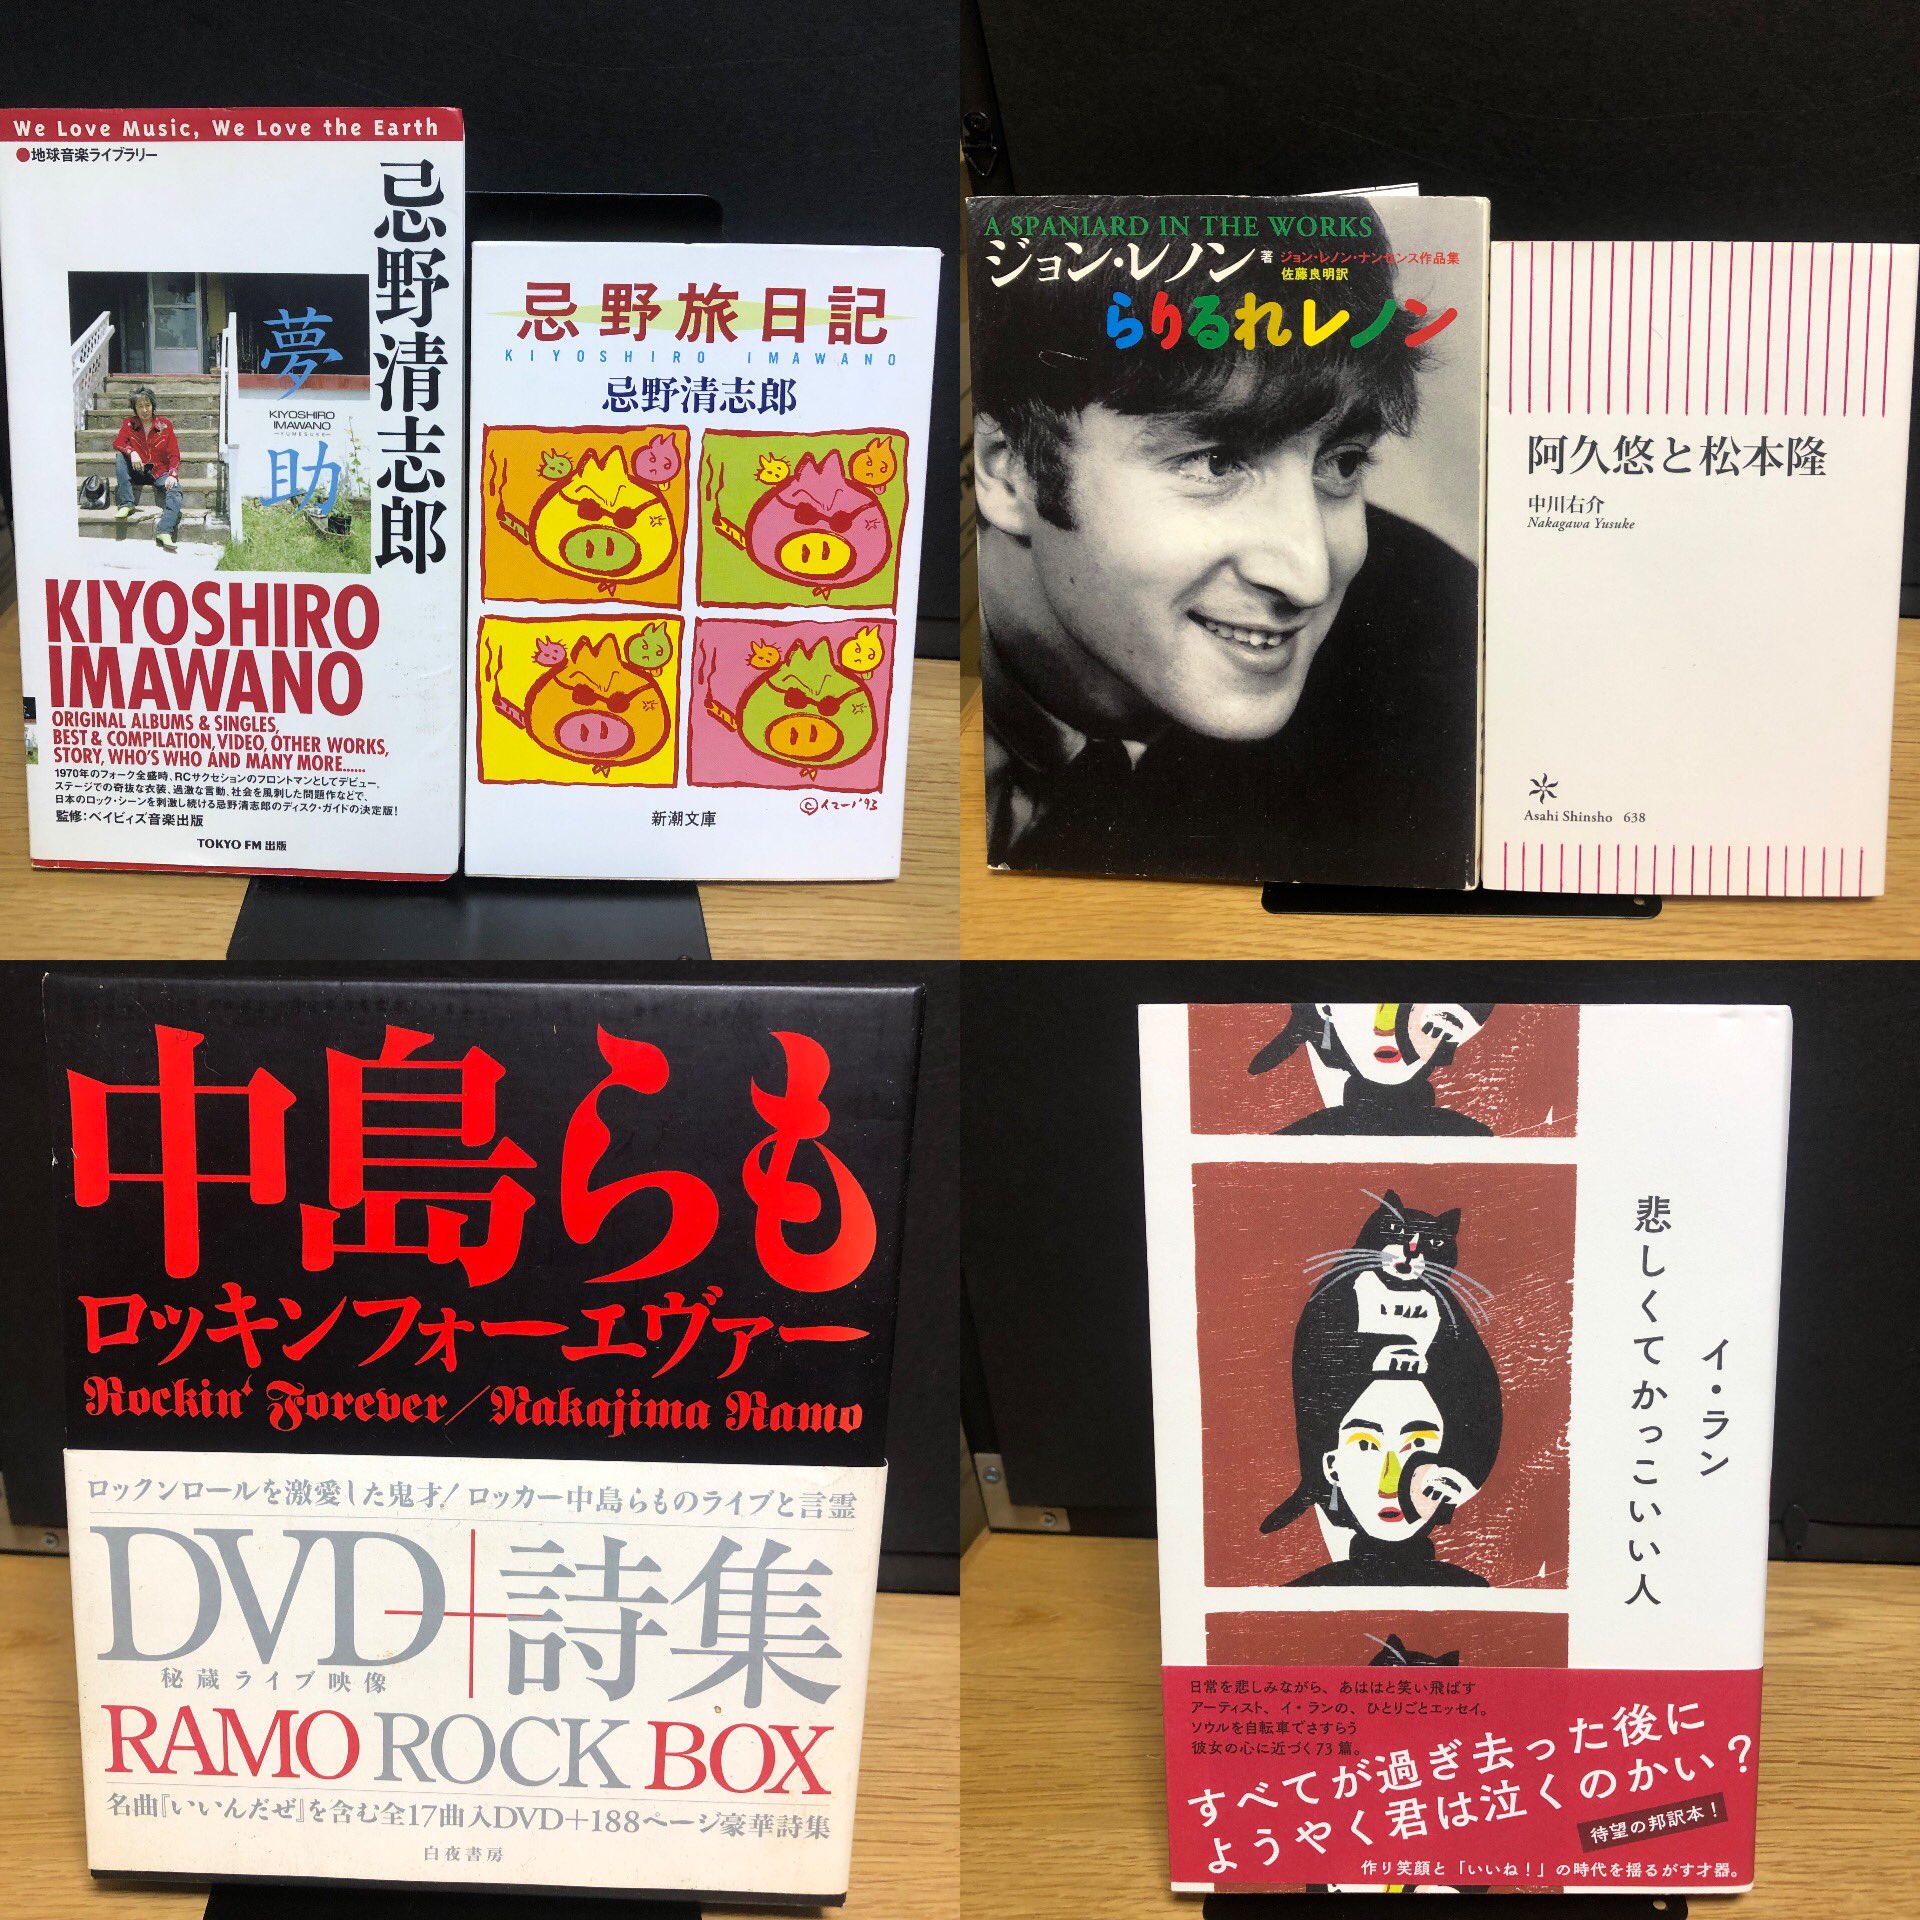 We Love Music, We Love the Earth
●地球音楽ライブラリー
忌野清志郎
夢助
KIYOSHIRO
IMAWANO
KIYOSHIRO
IMAWANO
ORIGINAL ALBUMS & SINGLES,
BEST & COMPILATION, VIDEO, OTHER WORKS,
STORY, WHO'S WHO AND MANY MORE......
1970年のフォーク全盛時、RCサクセションのフロントマンとしてデビュー。
ステージでの奇抜な衣装、過激な言動、社会を風刺した問題作などで、
日本のロック・シーンを刺激し続ける忌野清志郎のディスク・ガイドの決定版!
監修:ベイビィズ音楽出版
TOKYO FM 出版
忌野旅日記
KIYOSHIRO IMAWANO
忌野清志郎
新潮文庫
A SPANIARD IN THE WORKS
ジョン・レノン 著
ジョン・レノン・ナンセンス作品集
佐藤良明訳
らりるれレノン
阿久悠と松本隆
中川右介
Nakagawa Yusuke
Asahi Shinsho 638
中島らも
ロッキンフォーエヴァー
Rockin' Forever/Nakajima Ramo
ロックンロールを激愛した鬼才!ロッカー中島らものライブと言霊
DVD+詩集
秘蔵ライブ映像
RAMO ROCK BOX
名曲『いいんだぜ』を含む全17曲入DVD+188ページ豪華詩集
白夜書房
イ・ラン
悲しくてかっこいい人
日常を悲しみながら、あははと笑い飛ばす
アーティスト、イ・ランの、ひとりごとエッセイ。
ソウルを自転車でさすらう
彼女の心に近づく73篇。
すべてが過ぎ去った後に
ようやく君は泣くのかい?
待望の邦訳本!
作り笑顔と「いいね!」の時代を揺るがす才器。